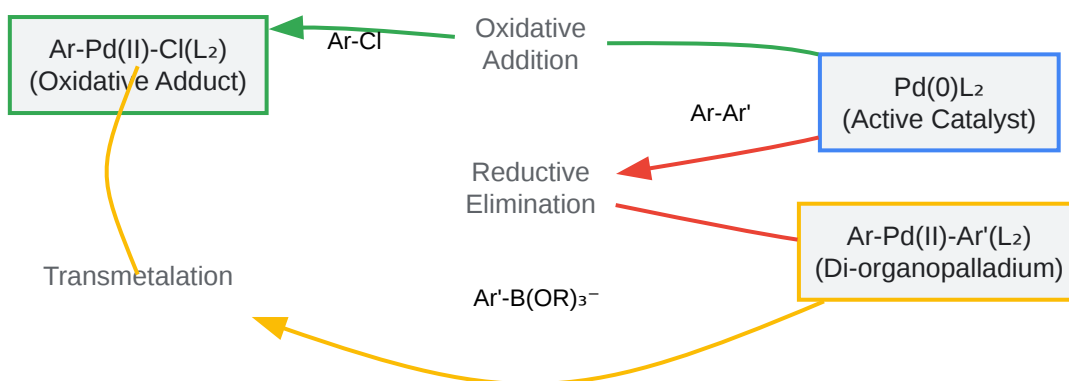 Ar-Pd(II)-Cl(L₂)
(Oxidative Adduct)
Ar-Cl
Oxidative
Addition
Pd(0)L₂
(Active Catalyst)
Ar-Ar'
Reductive
Elimination
Ar-Pd(II)-Ar'(L₂)
(Di-organopalladium)
Transmetalation
Ar'-B(OR)₃⁻